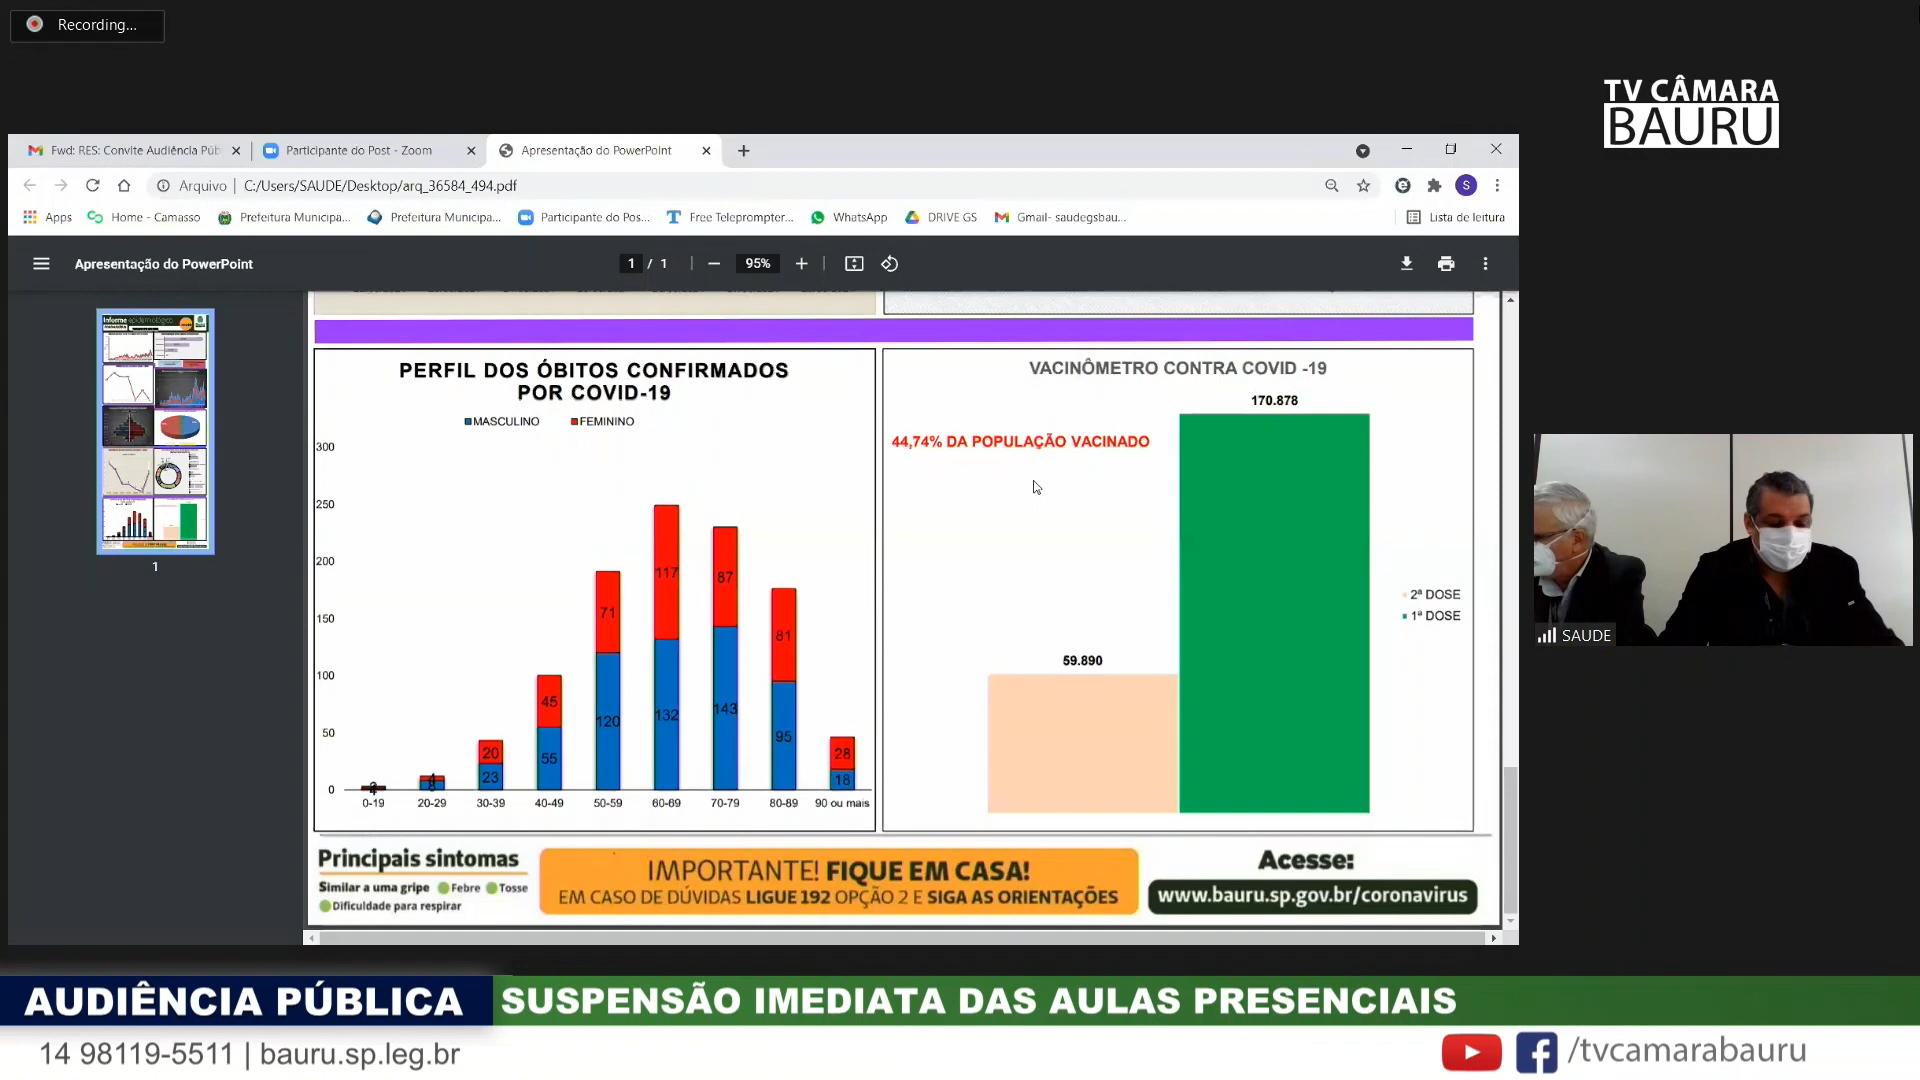 Recording...
TV CÂMARA
BAURU
Fwd: RES: Convite Audiência Púb
Participante do Post - Zoom
Apresentação do PowerPoint
Arquivo | C:/Users/SAUDE/Desktop/arq_36584_494.pdf
S
Apps
Home - Camasso
Prefeitura Municipa...
Prefeitura Municipa...
Participante do Pos...
Free Teleprompter...
WhatsApp
DRIVE GS
Gmail- saudegsbau...
Lista de leitura
Apresentação do PowerPoint
1 / 1
95%
1
PERFIL DOS ÓBITOS CONFIRMADOS
POR COVID-19
MASCULINO FEMININO
300
250
200
150
100
50
0
20 23
45 55
71 120
117 132
87 143
81 95
28 18
0-19 20-29 30-39 40-49 50-59 60-69 70-79 80-89 90 ou mais
VACINÔMETRO CONTRA COVID -19
170.878
44,74% DA POPULAÇÃO VACINADO
59.890
2ª DOSE
1ª DOSE
Principais sintomas
Similar a uma gripe Febre Tosse
Dificuldade para respirar
IMPORTANTE! FIQUE EM CASA!
EM CASO DE DÚVIDAS LIGUE 192 OPÇÃO 2 E SIGA AS ORIENTAÇÕES
Acesse:
www.bauru.sp.gov.br/coronavirus
SAUDE
AUDIÊNCIA PÚBLICA
SUSPENSÃO IMEDIATA DAS AULAS PRESENCIAIS
14 98119-5511 | bauru.sp.leg.br
/tvcamarabauru